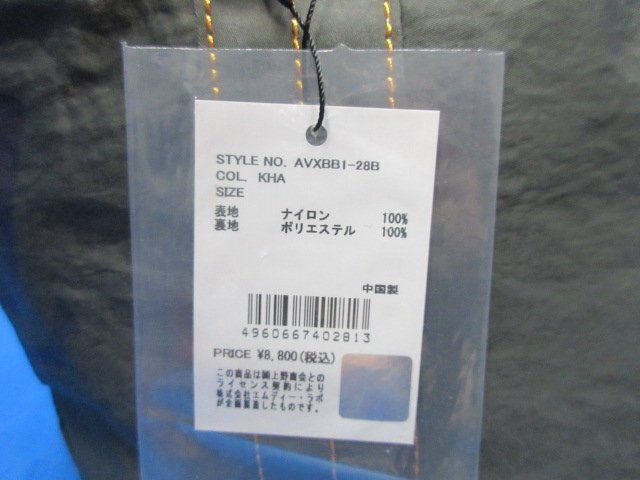 STYLE NO. AVXBB1-28B
COL. KHA
SIZE
表地 ナイロン 100%
裏地 ポリエステル 100%
中国製
4960667402813
PRICE ¥8,800(税込)
この商品は㈱上野商会との
ライセンス契約により
株式会社エムディー・ラボ
が企画製造したものです。